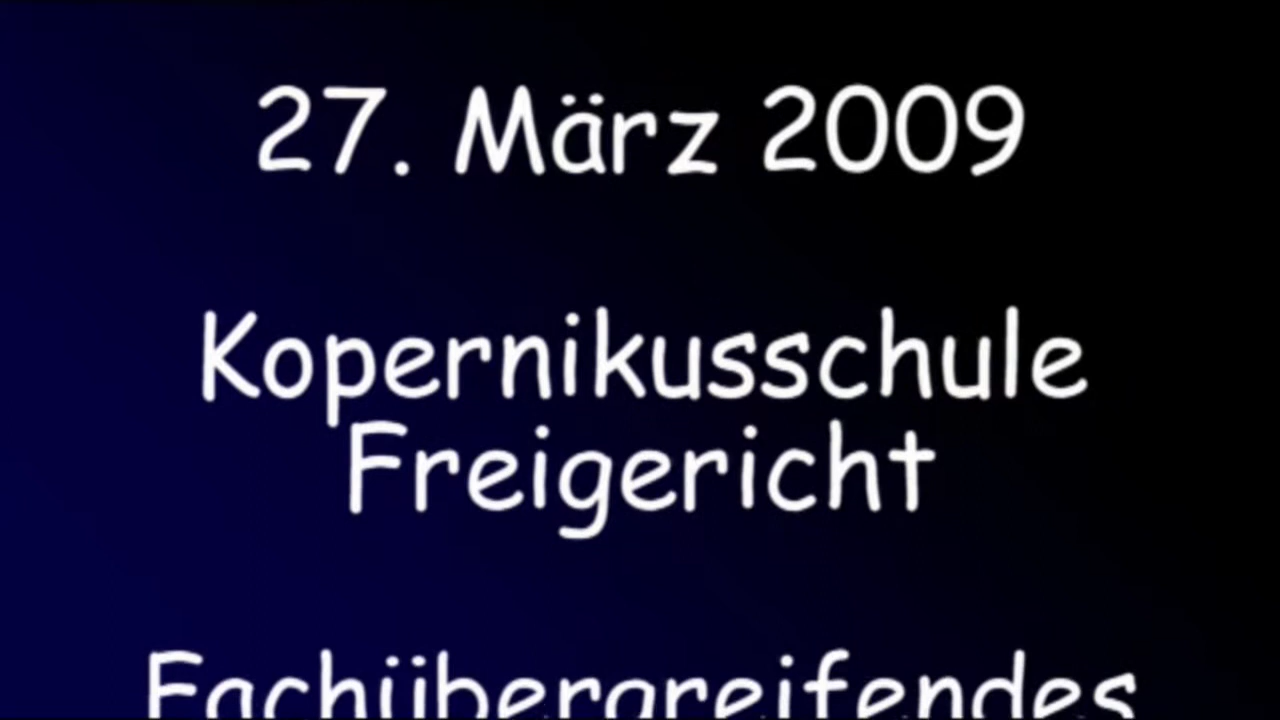 27. März 2009
Kopernikusschule
Freigericht
Fachübergreifendes